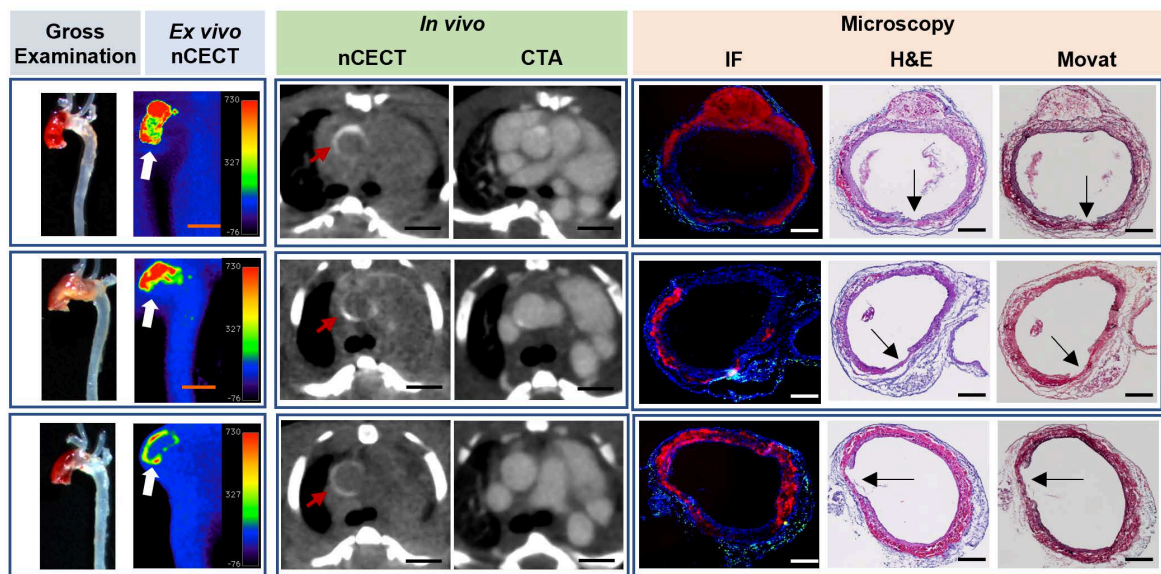 Gross Examination
Ex vivo nCECT
In vivo
nCECT
CTA
Microscopy
IF
H&E
Movat
730
327
-76
730
327
-76
730
327
-76